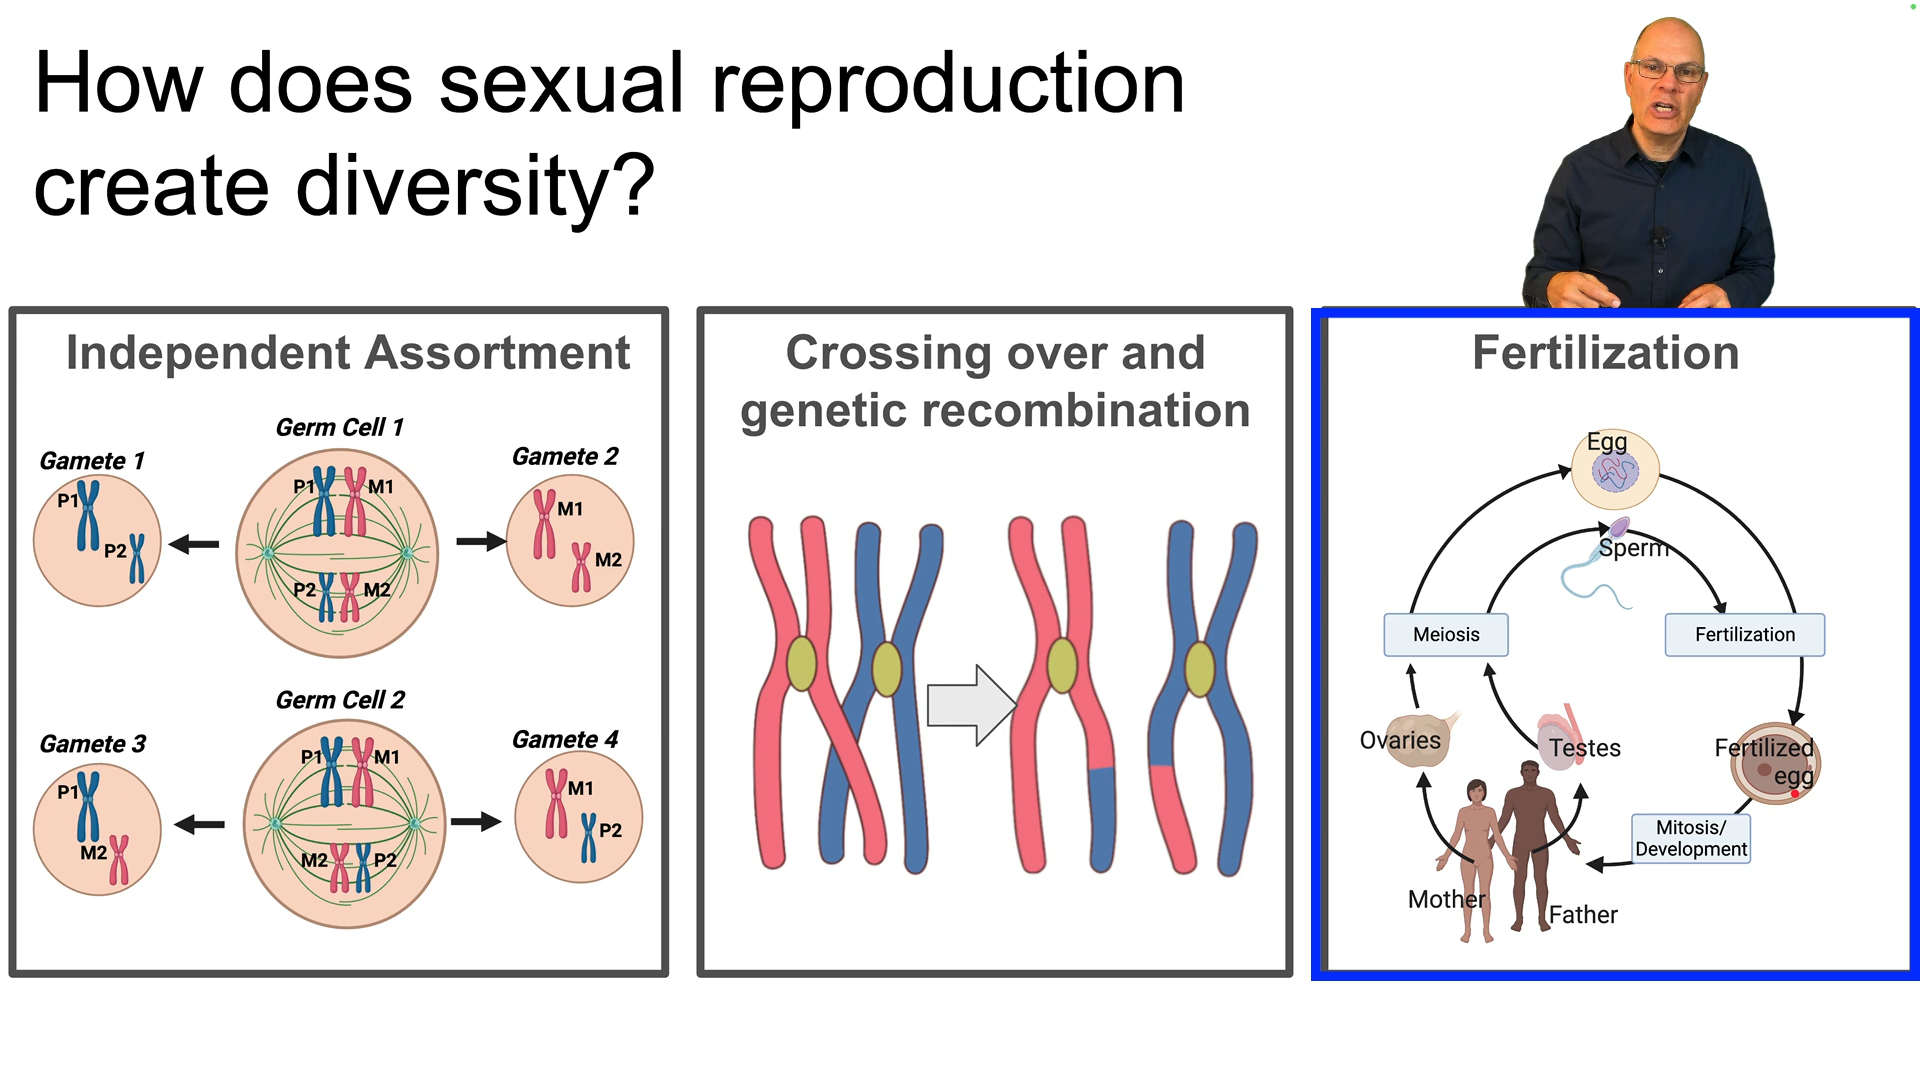 How does sexual reproduction
create diversity?
Independent Assortment
Germ Cell 1
Gamete 1
Gamete 2
P1
P1
M1
M1
P2
P2
M2
M2
Germ Cell 2
Gamete 3
Gamete 4
P1
P1
M1
M1
M2
M2
P2
P2
Crossing over and
genetic recombination
Fertilization
Egg
Sperm
Meiosis
Fertilization
Ovaries
Testes
Fertilized
egg
Mitosis/
Development
Mother
Father